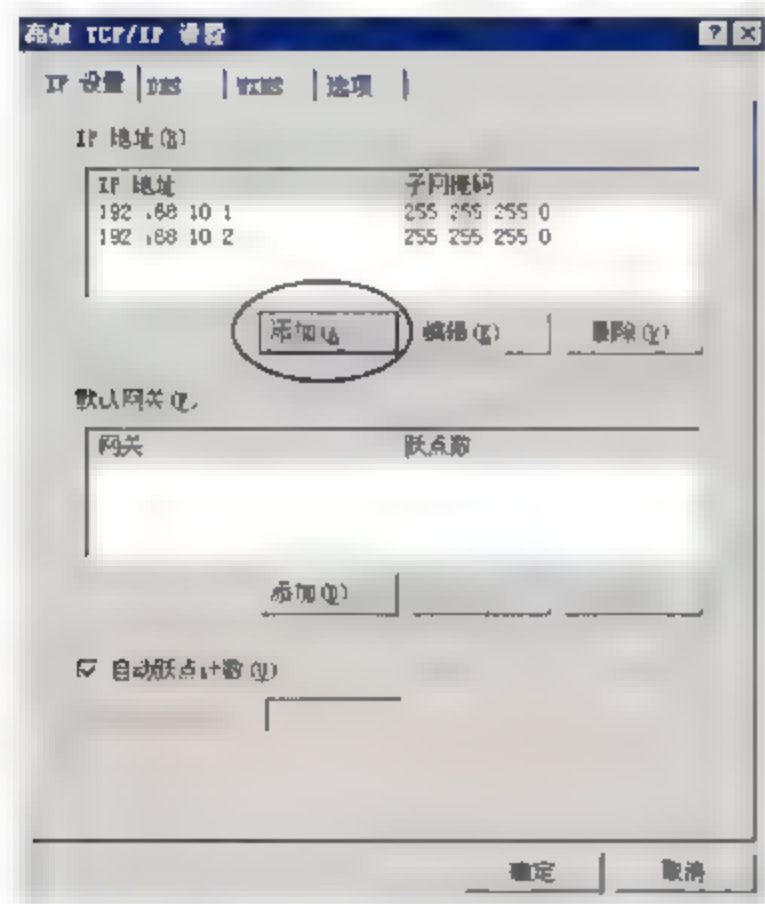 高级 TCP/IP 设置
IP 设置 DNS WINS 选项
IP 地址(R)
IP 地址 子网掩码
192 168 10 1 255 255 255 0
192 168 10 2 255 255 255 0
添加(A 编辑(E) 删除(V)
默认网关(F)
网关 跃点数
添加(D)
自动跃点计数(U)
确定 取消